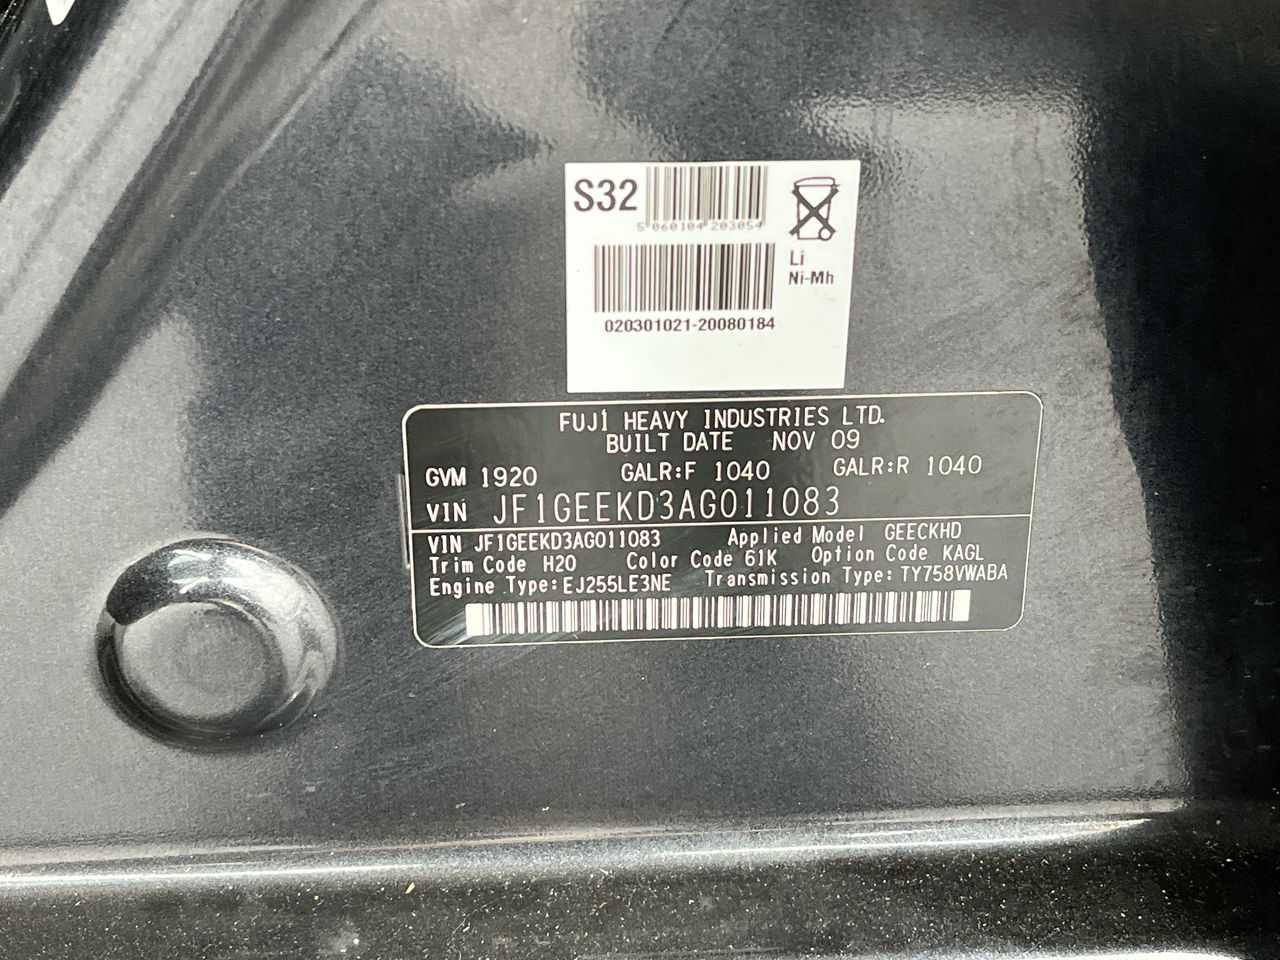 S32
5 060104 203054
Li
Ni-Mh
020301021-20080184
FUJI HEAVY INDUSTRIES LTD.
BUILT DATE NOV 09
GVM 1920 GALR:F 1040 GALR:R 1040
VIN JF1GEEKD3AG011083
VIN JF1GEEKD3AG011083 Applied Model GEECKHD
Trim Code H20 Color Code 61K Option Code KAGL
Engine Type:EJ255LE3NE Transmission Type:TY758VWABA